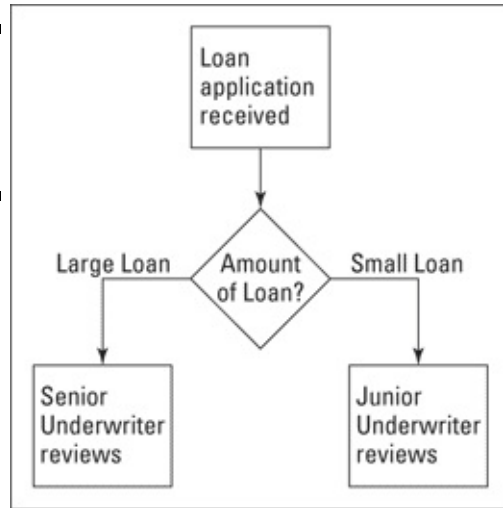 Loan
application
received
Large Loan
Amount
of Loan?
Small Loan
Senior
Underwriter
reviews
Junior
Underwriter
reviews